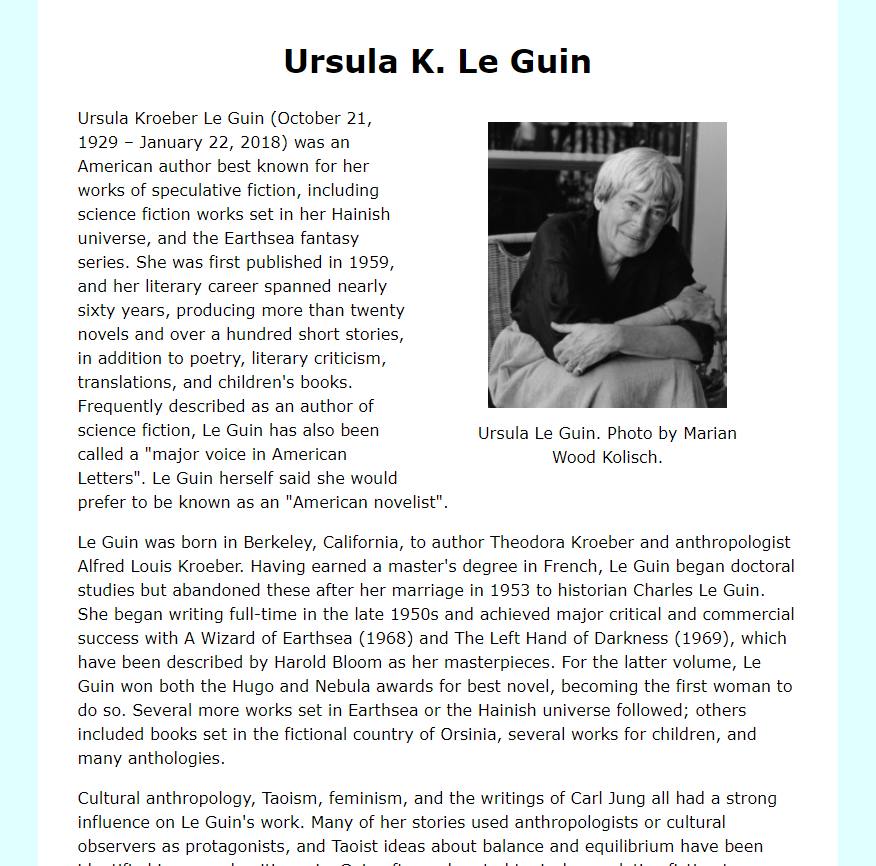 Ursula K. Le Guin
Ursula Kroeber Le Guin (October 21,
1929 – January 22, 2018) was an
American author best known for her
works of speculative fiction, including
science fiction works set in her Hainish
universe, and the Earthsea fantasy
series. She was first published in 1959,
and her literary career spanned nearly
sixty years, producing more than twenty
novels and over a hundred short stories,
in addition to poetry, literary criticism,
translations, and children's books.
Frequently described as an author of
science fiction, Le Guin has also been
called a "major voice in American
Letters". Le Guin herself said she would
prefer to be known as an "American novelist".
Ursula Le Guin. Photo by Marian
Wood Kolisch.
Le Guin was born in Berkeley, California, to author Theodora Kroeber and anthropologist
Alfred Louis Kroeber. Having earned a master's degree in French, Le Guin began doctoral
studies but abandoned these after her marriage in 1953 to historian Charles Le Guin.
She began writing full-time in the late 1950s and achieved major critical and commercial
success with A Wizard of Earthsea (1968) and The Left Hand of Darkness (1969), which
have been described by Harold Bloom as her masterpieces. For the latter volume, Le
Guin won both the Hugo and Nebula awards for best novel, becoming the first woman to
do so. Several more works set in Earthsea or the Hainish universe followed; others
included books set in the fictional country of Orsinia, several works for children, and
many anthologies.
Cultural anthropology, Taoism, feminism, and the writings of Carl Jung all had a strong
influence on Le Guin's work. Many of her stories used anthropologists or cultural
observers as protagonists, and Taoist ideas about balance and equilibrium have been